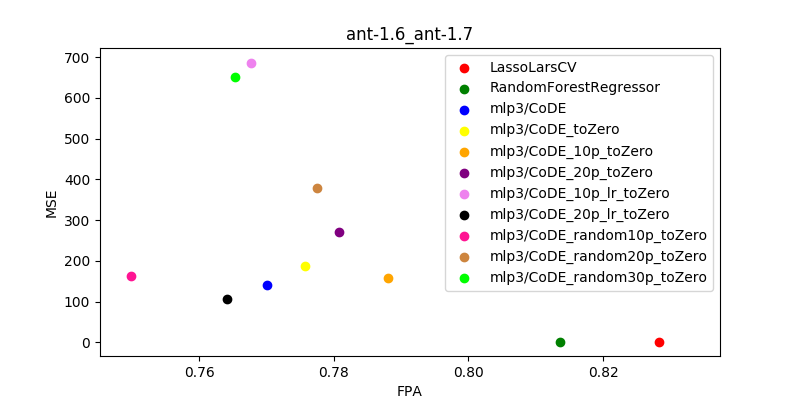 ant-1.6_ant-1.7
700
600
500
400
300
200
100
0
MSE
0.76
0.78
0.80
0.82
FPA
LassoLarsCV
RandomForestRegressor
mlp3/CoDE
mlp3/CoDE_toZero
mlp3/CoDE_10p_toZero
mlp3/CoDE_20p_toZero
mlp3/CoDE_10p_lr_toZero
mlp3/CoDE_20p_lr_toZero
mlp3/CoDE_random10p_toZero
mlp3/CoDE_random20p_toZero
mlp3/CoDE_random30p_toZero